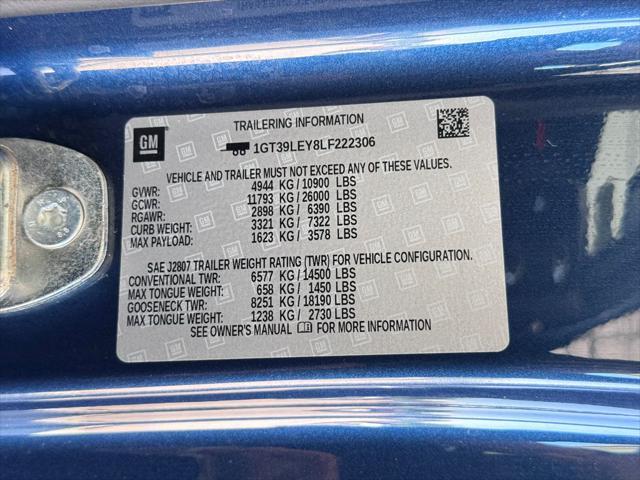 TRAILERING INFORMATION
GM
1GT39LEY8LF222306
VEHICLE AND TRAILER MUST NOT EXCEED ANY OF THESE VALUES.
GVWR: 4944 KG/10900 LBS
GCWR: 11793 KG/26000 LBS
RGAWR: 2898 KG/ 6390 LBS
CURB WEIGHT: 3321 KG/ 7322 LBS
MAX PAYLOAD: 1623 KG/ 3578 LBS
SAE J2807 TRAILER WEIGHT RATING (TWR) FOR VEHICLE CONFIGURATION.
CONVENTIONAL TWR: 6577 KG/14500 LBS
MAX TONGUE WEIGHT: 658 KG/ 1450 LBS
GOOSENECK TWR: 8251 KG/18190 LBS
MAX TONGUE WEIGHT: 1238 KG/ 2730 LBS
SEE OWNER'S MANUAL FOR MORE INFORMATION